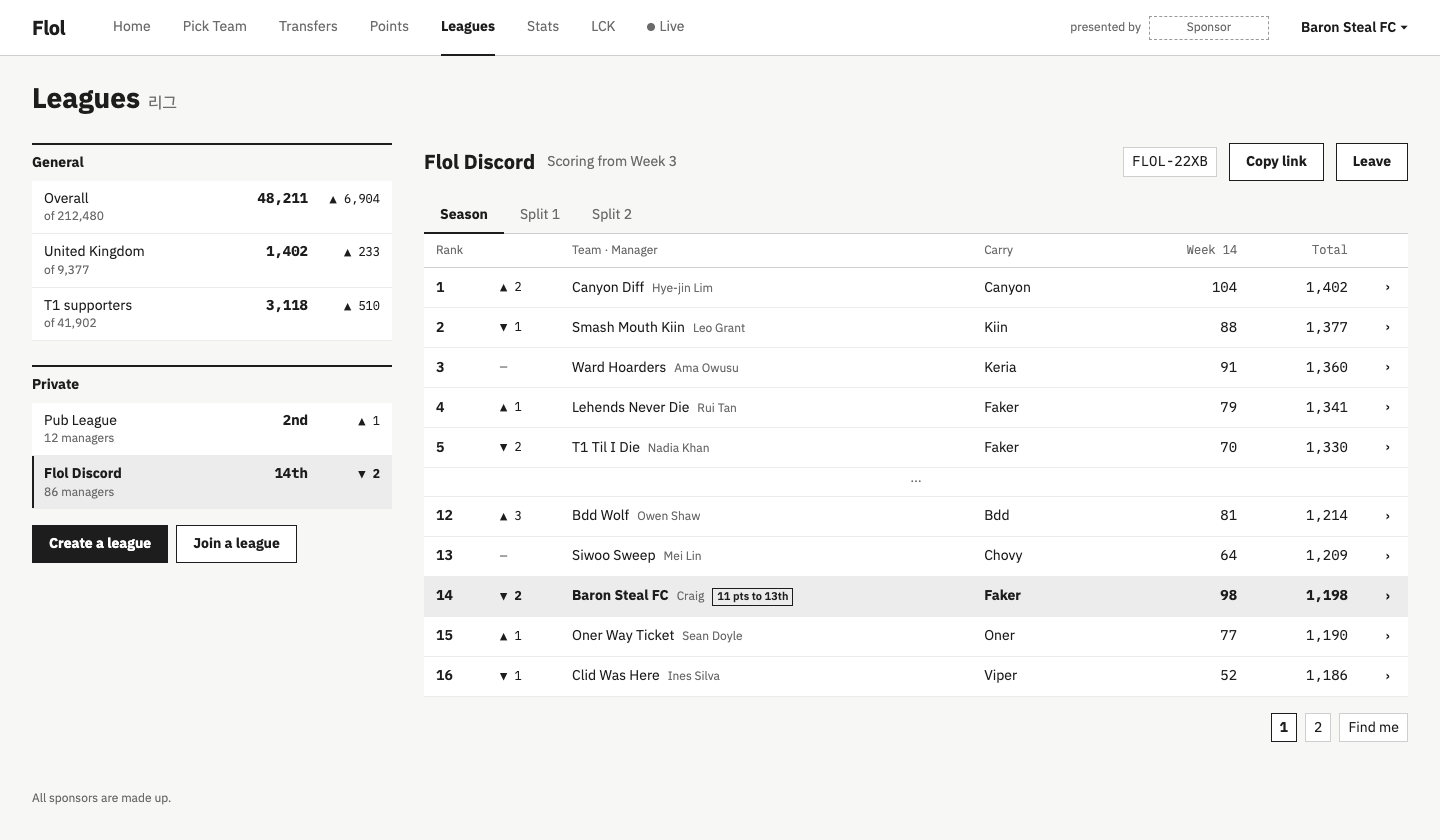 Flol Home Pick Team Transfers Points Leagues Stats LCK ● Live presented by Sponsor Baron Steal FC ▾
Leagues 리그
General
Overall 48,211 ▲ 6,904
of 212,480
United Kingdom 1,402 ▲ 233
of 9,377
T1 supporters 3,118 ▲ 510
of 41,902
Private
Pub League 2nd ▲ 1
12 managers
Flol Discord 14th ▼ 2
86 managers
Create a league Join a league
Flol Discord Scoring from Week 3 FLOL-22XB Copy link Leave
Season Split 1 Split 2
Rank Team · Manager Carry Week 14 Total
1 ▲ 2 Canyon Diff Hye-jin Lim Canyon 104 1,402 ›
2 ▼ 1 Smash Mouth Kiin Leo Grant Kiin 88 1,377 ›
3 – Ward Hoarders Ama Owusu Keria 91 1,360 ›
4 ▲ 1 Lehends Never Die Rui Tan Faker 79 1,341 ›
5 ▼ 2 T1 Til I Die Nadia Khan Faker 70 1,330 ›
…
12 ▲ 3 Bdd Wolf Owen Shaw Bdd 81 1,214 ›
13 – Siwoo Sweep Mei Lin Chovy 64 1,209 ›
14 ▼ 2 Baron Steal FC Craig 11 pts to 13th Faker 98 1,198 ›
15 ▲ 1 Oner Way Ticket Sean Doyle Oner 77 1,190 ›
16 ▼ 1 Clid Was Here Ines Silva Viper 52 1,186 ›
1 2 Find me
All sponsors are made up.